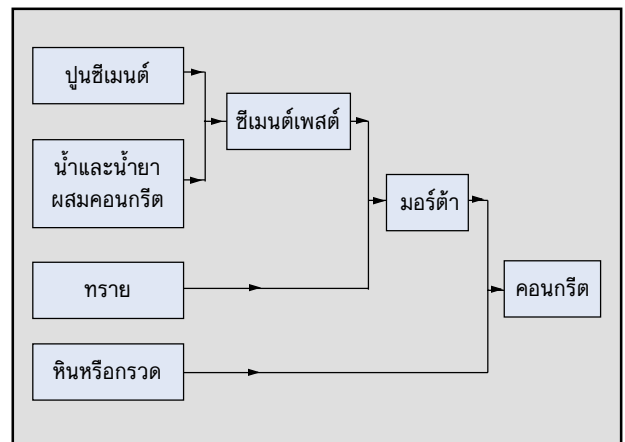 ปูนซีเมนต์
ซีเมนต์เพสต์
น้ำและน้ำยา
ผสมคอนกรีต
มอร์ต้า
ทราย
คอนกรีต
หินหรือกรวด